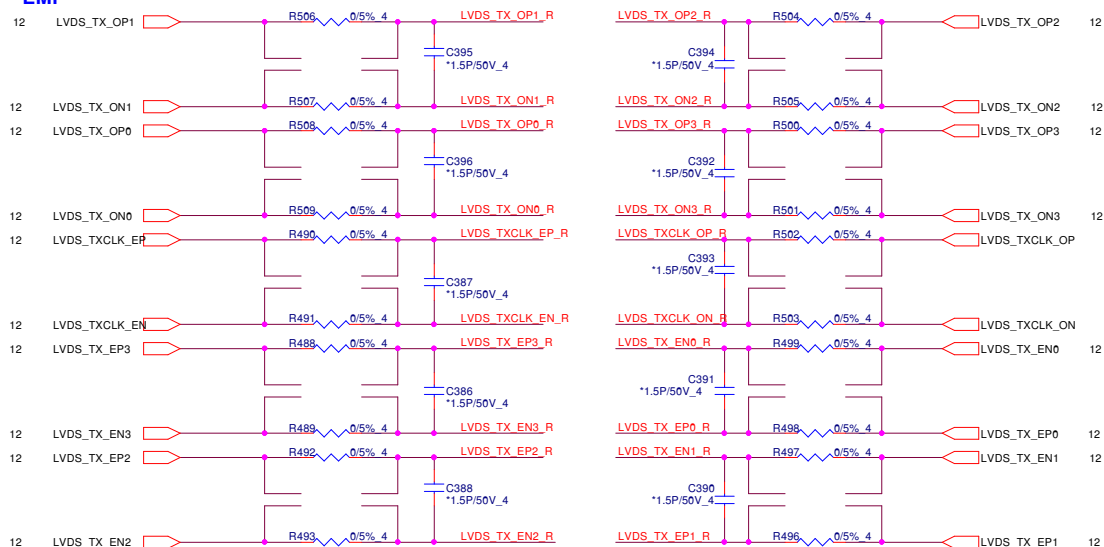 EMI
LVDS_TX_OP1 R506 0/5%_4 LVDS_TX_OP1_R LVDS_TX_OP2_R R504 0/5%_4 LVDS_TX_OP2 12
C395 C394
*1.5P/50V_4 *1.5P/50V_4
12 LVDS_TX_ON1 R507 0/5%_4 LVDS_TX_ON1_R LVDS_TX_ON2_R R505 0/5%_4 LVDS_TX_ON2 12
12 LVDS_TX_OP0 R508 0/5%_4 LVDS_TX_OP0_R LVDS_TX_OP3_R R500 0/5%_4 LVDS_TX_OP3 12
C396 C392
*1.5P/50V_4 *1.5P/50V_4
12 LVDS_TX_ON0 R509 0/5%_4 LVDS_TX_ON0_R LVDS_TX_ON3_R R501 0/5%_4 LVDS_TX_ON3 12
12 LVDS_TXCLK_EP R490 0/5%_4 LVDS_TXCLK_EP_R LVDS_TXCLK_OP_R R502 0/5%_4 LVDS_TXCLK_OP
C387 C393
*1.5P/50V_4 *1.5P/50V_4
12 LVDS_TXCLK_EN R491 0/5%_4 LVDS_TXCLK_EN_R LVDS_TXCLK_ON_R R503 0/5%_4 LVDS_TXCLK_ON
12 LVDS_TX_EP3 R488 0/5%_4 LVDS_TX_EP3_R LVDS_TX_EN0_R R499 0/5%_4 LVDS_TX_EN0 12
C386 C391
*1.5P/50V_4 *1.5P/50V_4
12 LVDS_TX_EN3 R489 0/5%_4 LVDS_TX_EN3_R LVDS_TX_EP0_R R498 0/5%_4 LVDS_TX_EP0 12
12 LVDS_TX_EP2 R492 0/5%_4 LVDS_TX_EP2_R LVDS_TX_EN1_R R497 0/5%_4 LVDS_TX_EN1 12
C388 C390
*1.5P/50V_4 *1.5P/50V_4
12 LVDS_TX_EN2 R493 0/5%_4 LVDS_TX_EN2_R LVDS_TX_EP1_R R496 0/5%_4 LVDS_TX_EP1 12